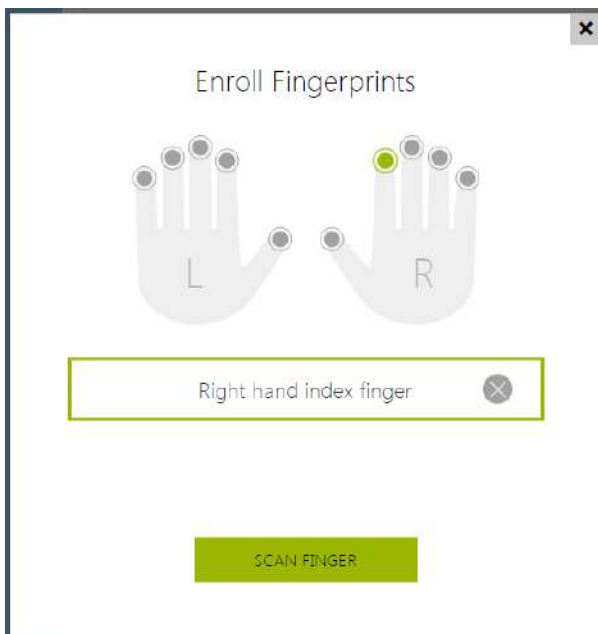 Enroll Fingerprints
L
R
Right hand index finger
SCAN FINGER